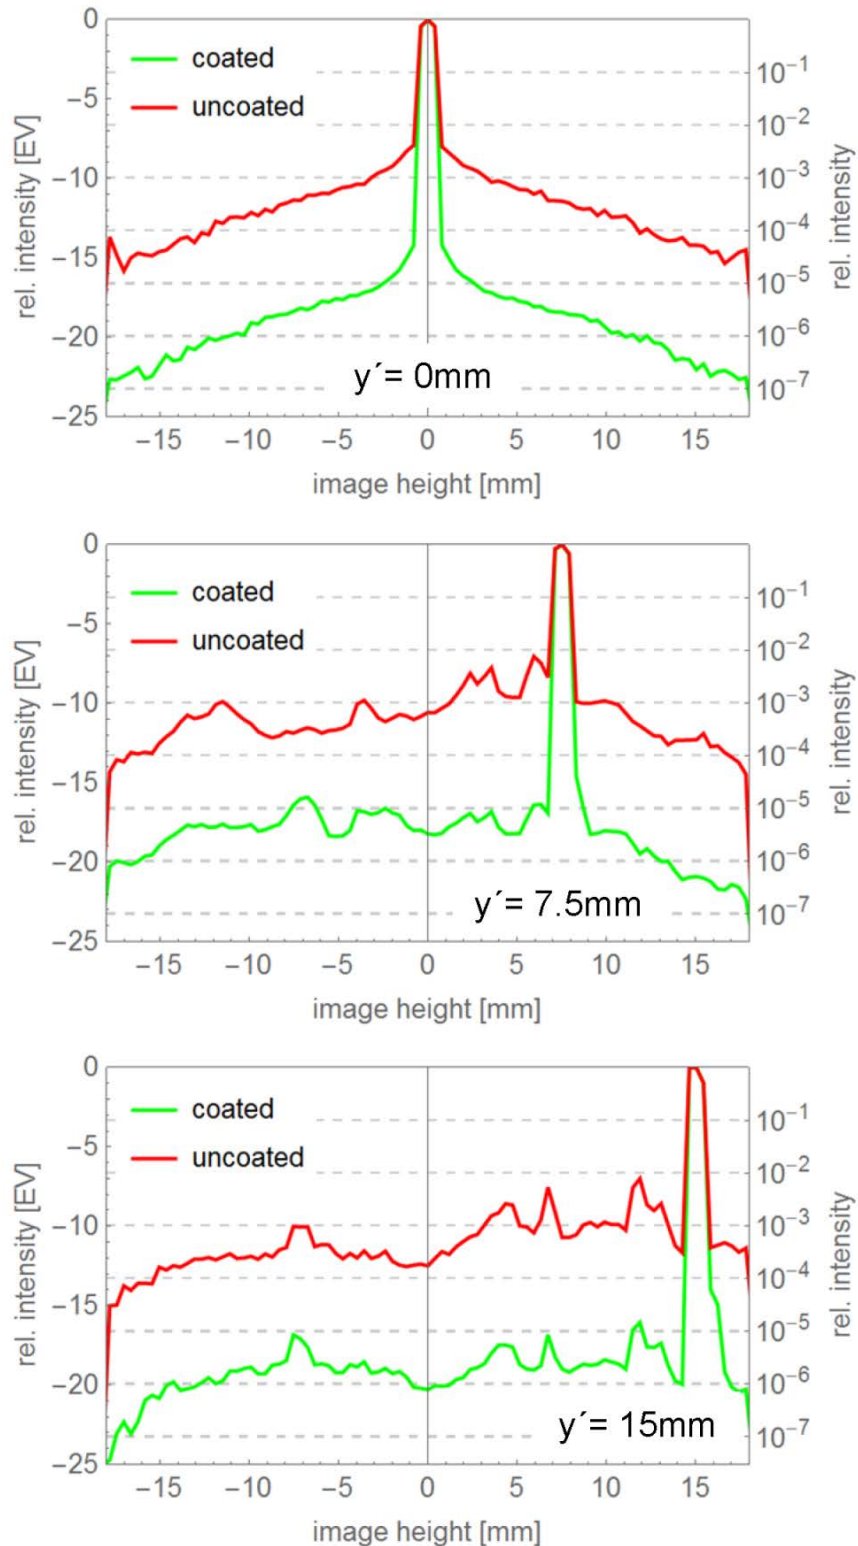 0
−5
−10
−15
−20
−25
rel. intensity [EV]
coated
uncoated
y´= 0mm
10⁻¹
10⁻²
10⁻³
10⁻⁴
10⁻⁵
10⁻⁶
10⁻⁷
rel. intensity
−15 −10 −5 0 5 10 15
image height [mm]
0
−5
−10
−15
−20
−25
rel. intensity [EV]
coated
uncoated
y´= 7.5mm
10⁻¹
10⁻²
10⁻³
10⁻⁴
10⁻⁵
10⁻⁶
10⁻⁷
rel. intensity
−15 −10 −5 0 5 10 15
image height [mm]
0
−5
−10
−15
−20
−25
rel. intensity [EV]
coated
uncoated
y´= 15mm
10⁻¹
10⁻²
10⁻³
10⁻⁴
10⁻⁵
10⁻⁶
10⁻⁷
rel. intensity
−15 −10 −5 0 5 10 15
image height [mm]